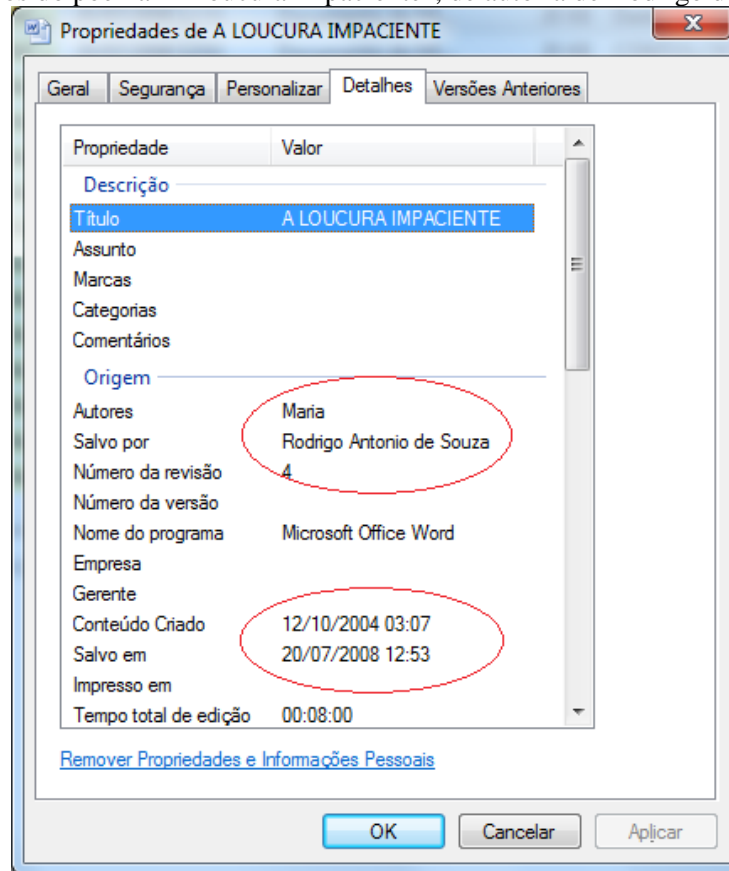 Propriedades de A LOUCURA IMPACIENTE
Geral Segurança Personalizar Detalhes Versões Anteriores
Propriedade Valor
Descrição
Título A LOUCURA IMPACIENTE
Assunto
Marcas
Categorias
Comentários
Origem
Autores Maria
Salvo por Rodrigo Antonio de Souza
Número da revisão 4
Número da versão
Nome do programa Microsoft Office Word
Empresa
Gerente
Conteúdo Criado 12/10/2004 03:07
Salvo em 20/07/2008 12:53
Impresso em
Tempo total de edição 00:08:00
Remover Propriedades e Informações Pessoais
OK Cancelar Aplicar